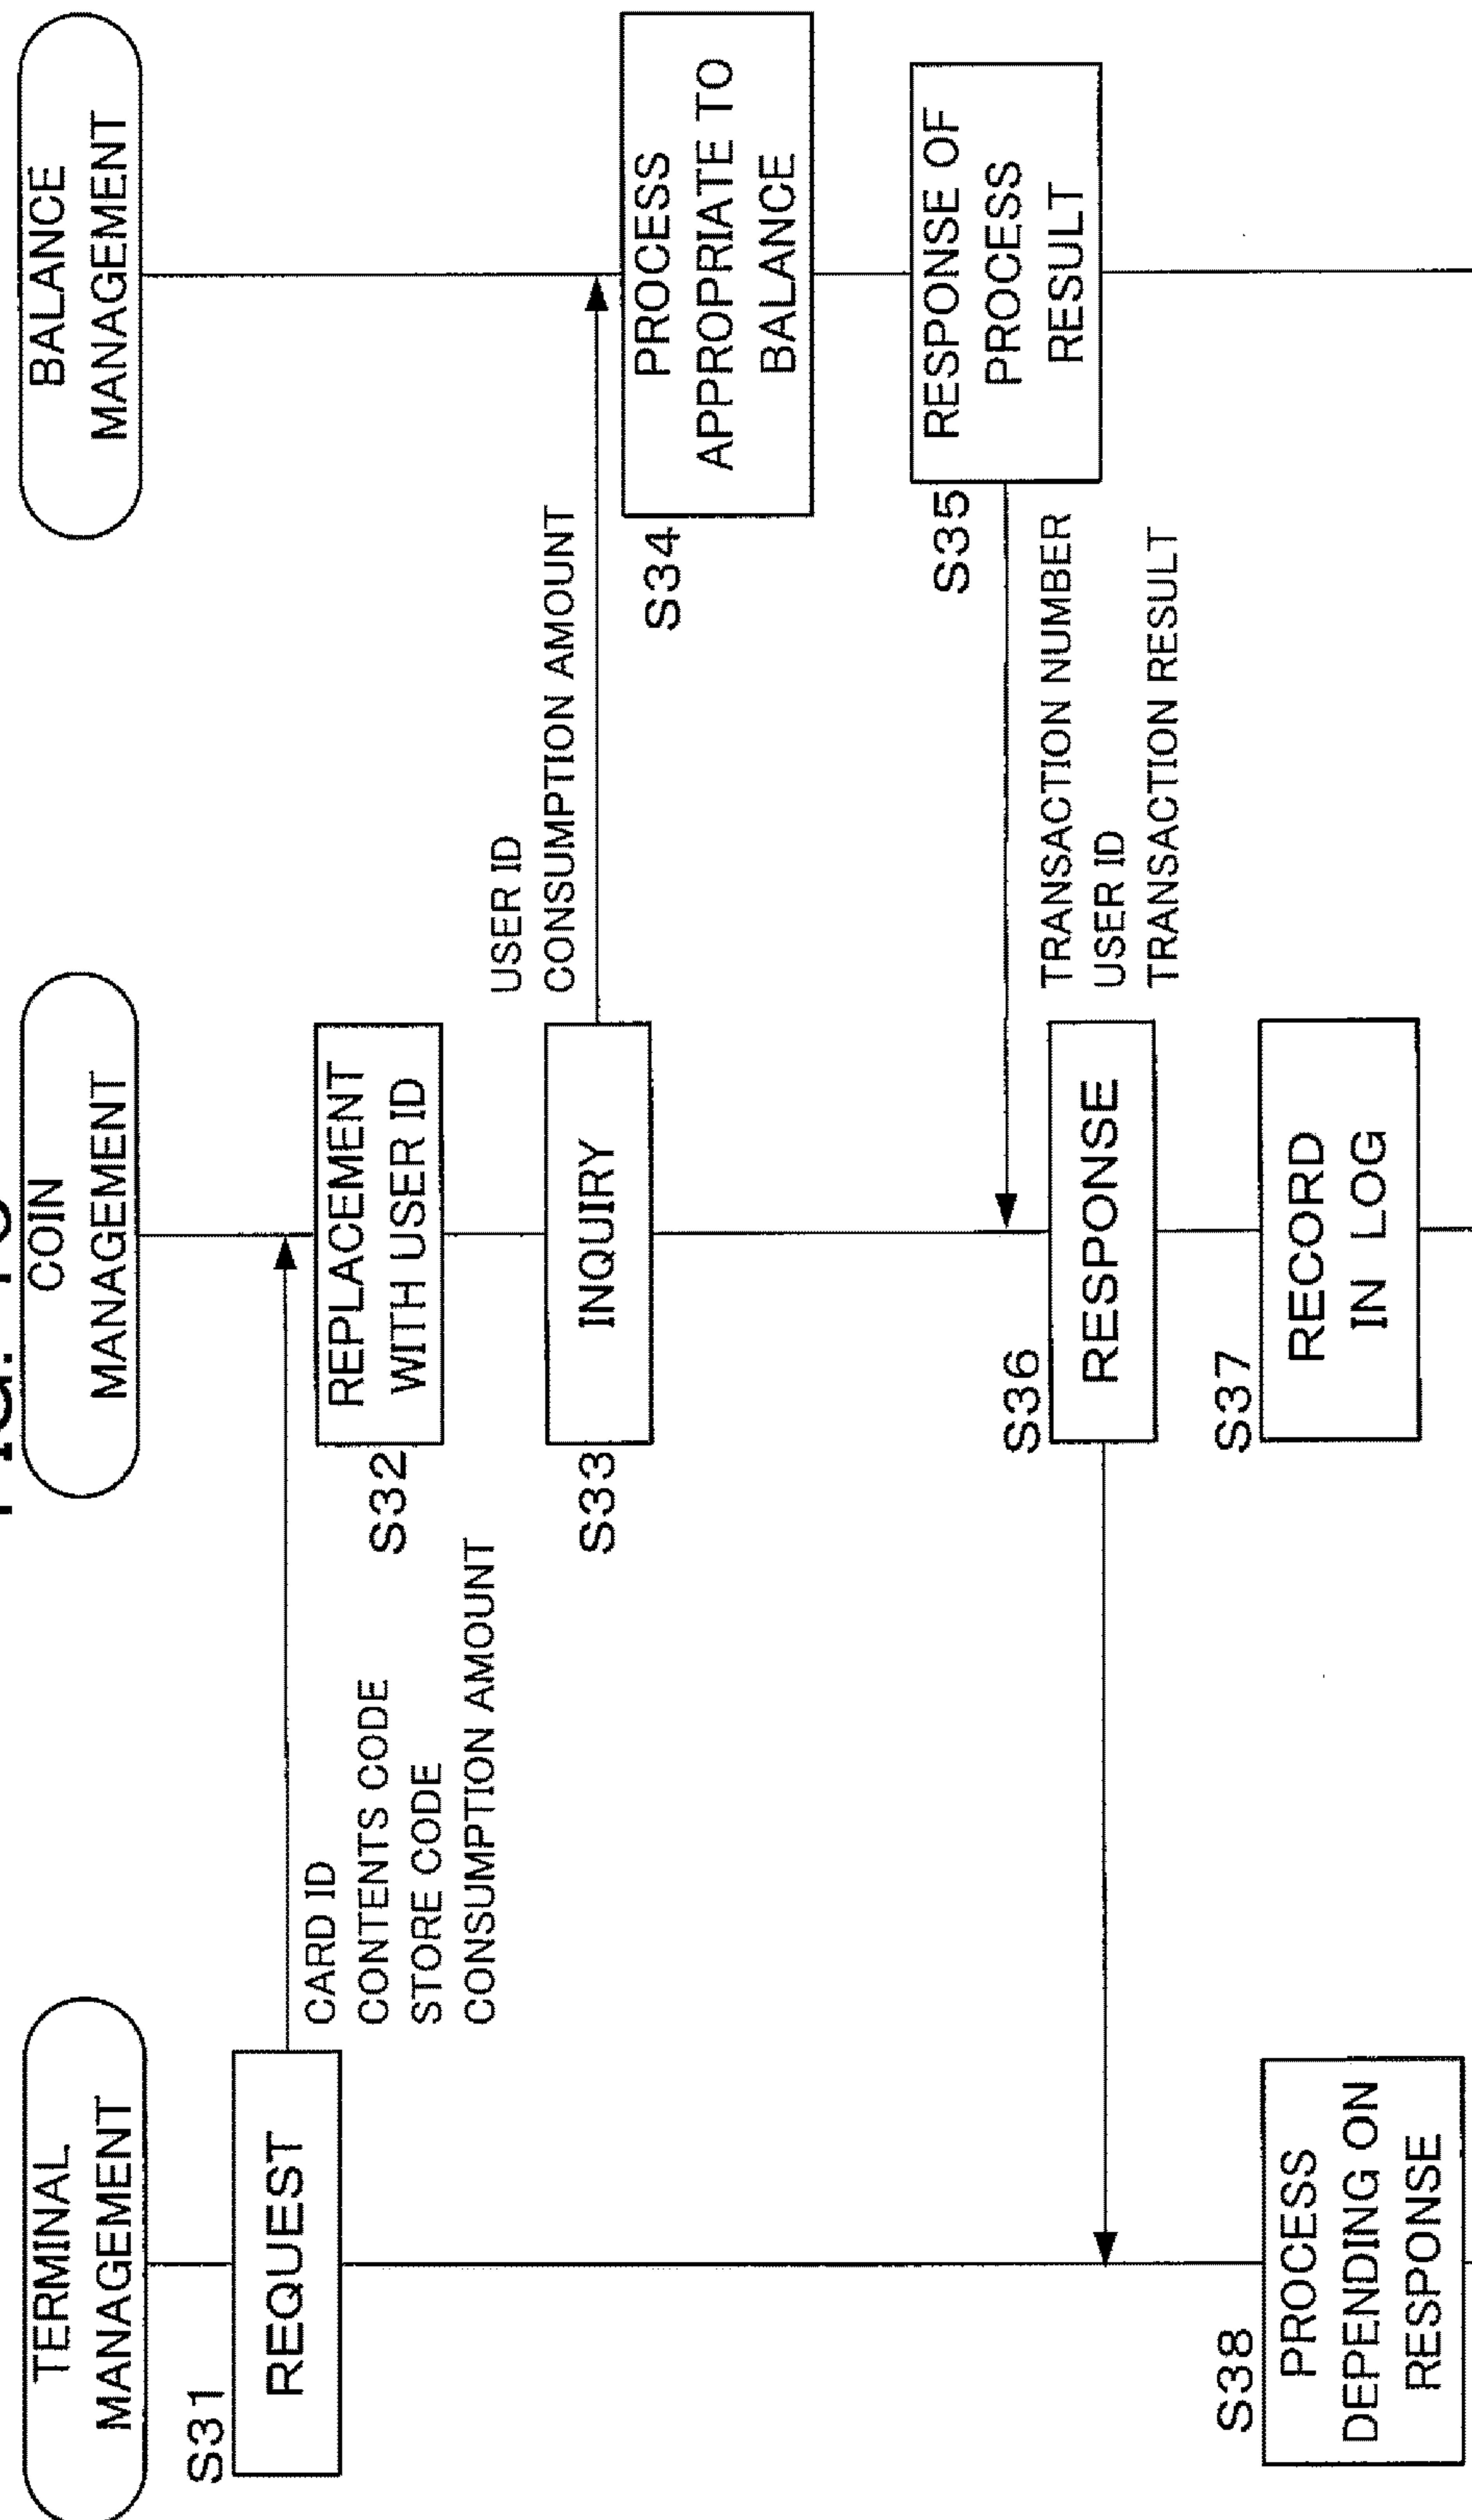 TERMINAL
MANAGEMENT
COIN
MANAGEMENT
BALANCE
MANAGEMENT
S31
REQUEST
CARD ID
CONTENTS CODE
STORE CODE
CONSUMPTION AMOUNT
S32
REPLACEMENT
WITH USER ID
S33
INQUIRY
USER ID
CONSUMPTION AMOUNT
S34
PROCESS
APPROPRIATE TO
BALANCE
S35
RESPONSE OF
PROCESS
RESULT
TRANSACTION NUMBER
USER ID
TRANSACTION RESULT
S36
RESPONSE
S37
RECORD
IN LOG
S38
PROCESS
DEPENDING ON
RESPONSE